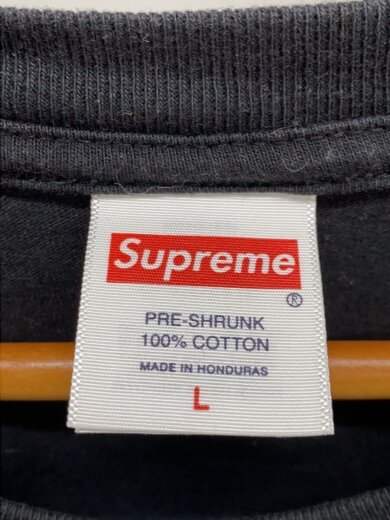 Supreme
®
PRE-SHRUNK
100% COTTON
MADE IN HONDURAS
L